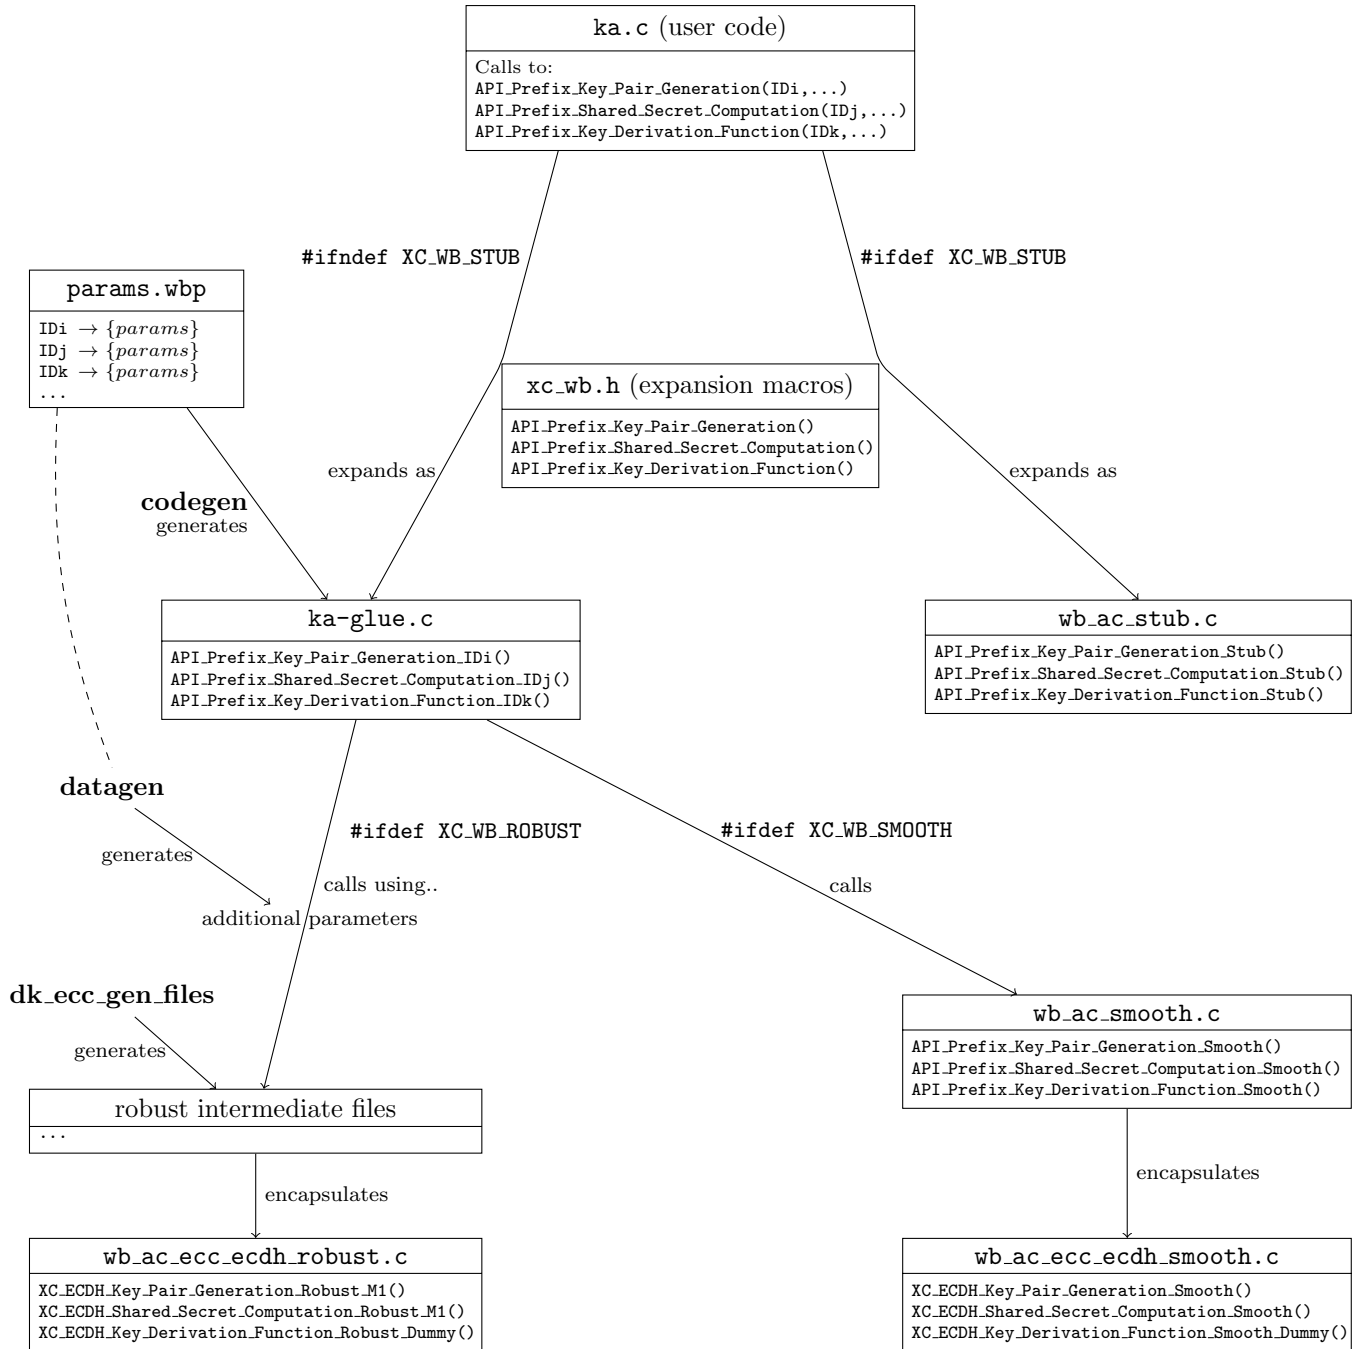 ka.c (user code)
Calls to:
API_Prefix_Key_Pair_Generation(IDi,...)
API_Prefix_Shared_Secret_Computation(IDj,...)
API_Prefix_Key_Derivation_Function(IDk,...)
#ifndef XC_WB_STUB
#ifdef XC_WB_STUB
params.wbp
IDi → {params}
IDj → {params}
IDk → {params}
...
xc_wb.h (expansion macros)
API_Prefix_Key_Pair_Generation()
API_Prefix_Shared_Secret_Computation()
API_Prefix_Key_Derivation_Function()
expands as
expands as
codegen
generates
ka-glue.c
API_Prefix_Key_Pair_Generation_IDi()
API_Prefix_Shared_Secret_Computation_IDj()
API_Prefix_Key_Derivation_Function_IDk()
wb_ac_stub.c
API_Prefix_Key_Pair_Generation_Stub()
API_Prefix_Shared_Secret_Computation_Stub()
API_Prefix_Key_Derivation_Function_Stub()
datagen
generates
#ifdef XC_WB_ROBUST
#ifdef XC_WB_SMOOTH
calls using..
calls
additional parameters
dk_ecc_gen_files
generates
robust intermediate files
...
wb_ac_smooth.c
API_Prefix_Key_Pair_Generation_Smooth()
API_Prefix_Shared_Secret_Computation_Smooth()
API_Prefix_Key_Derivation_Function_Smooth()
encapsulates
encapsulates
wb_ac_ecc_ecdh_robust.c
XC_ECDH_Key_Pair_Generation_Robust_M1()
XC_ECDH_Shared_Secret_Computation_Robust_M1()
XC_ECDH_Key_Derivation_Function_Robust_Dummy()
wb_ac_ecc_ecdh_smooth.c
XC_ECDH_Key_Pair_Generation_Smooth()
XC_ECDH_Shared_Secret_Computation_Smooth()
XC_ECDH_Key_Derivation_Function_Smooth_Dummy()